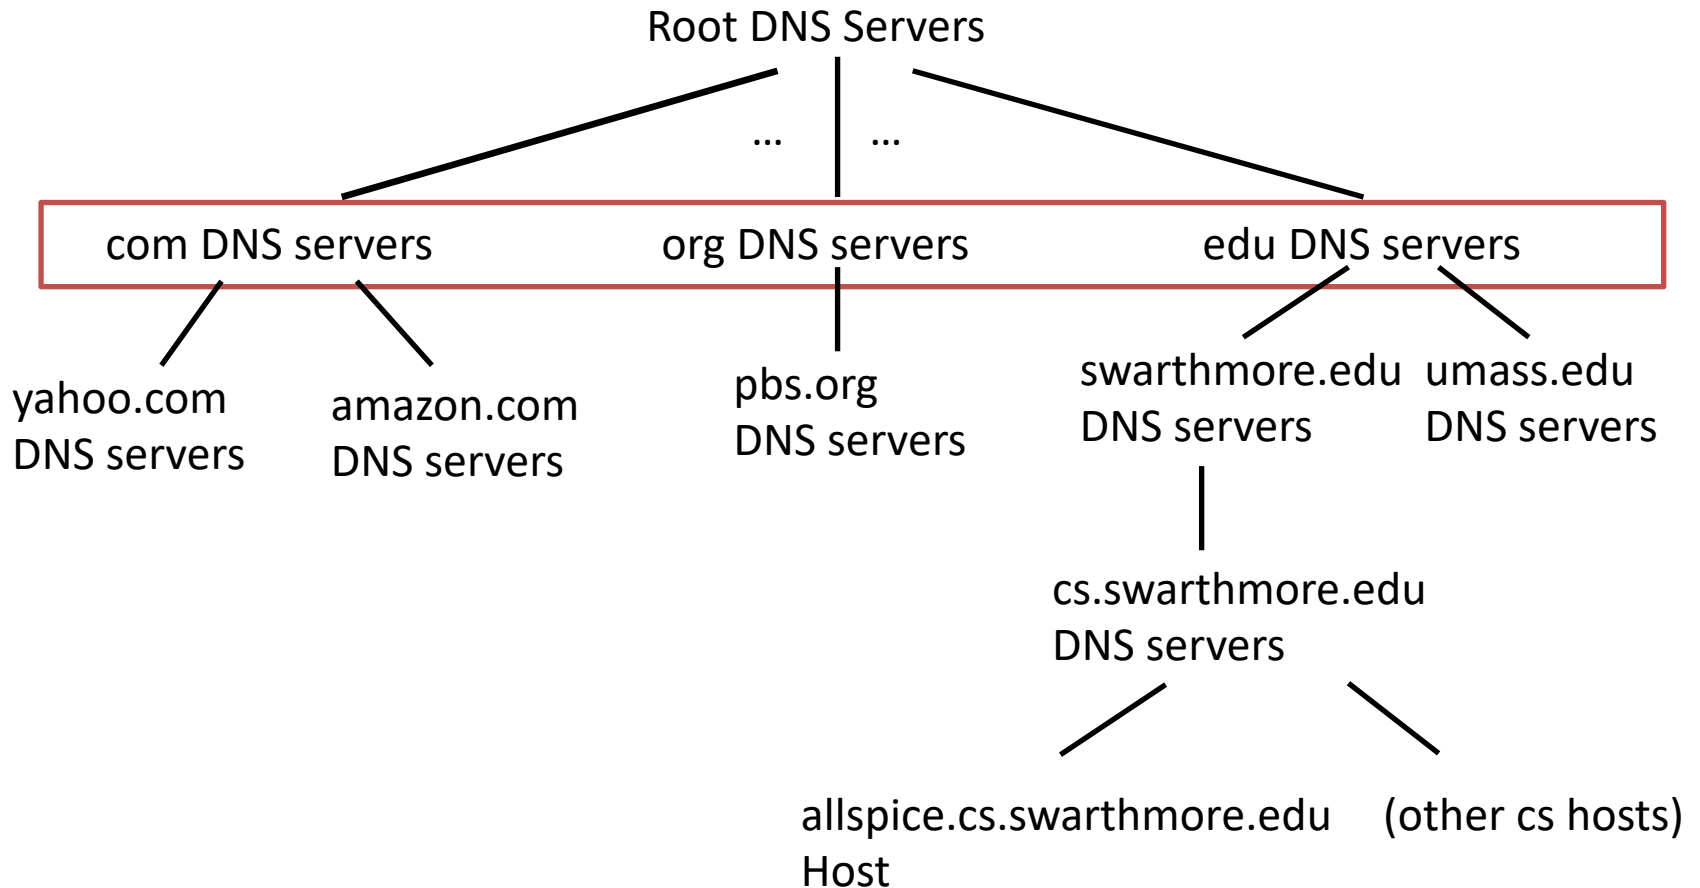 Root DNS Servers
... ...
com DNS servers org DNS servers edu DNS servers
yahoo.com
DNS servers
amazon.com
DNS servers
pbs.org
DNS servers
swarthmore.edu
DNS servers
umass.edu
DNS servers
cs.swarthmore.edu
DNS servers
allspice.cs.swarthmore.edu
Host
(other cs hosts)